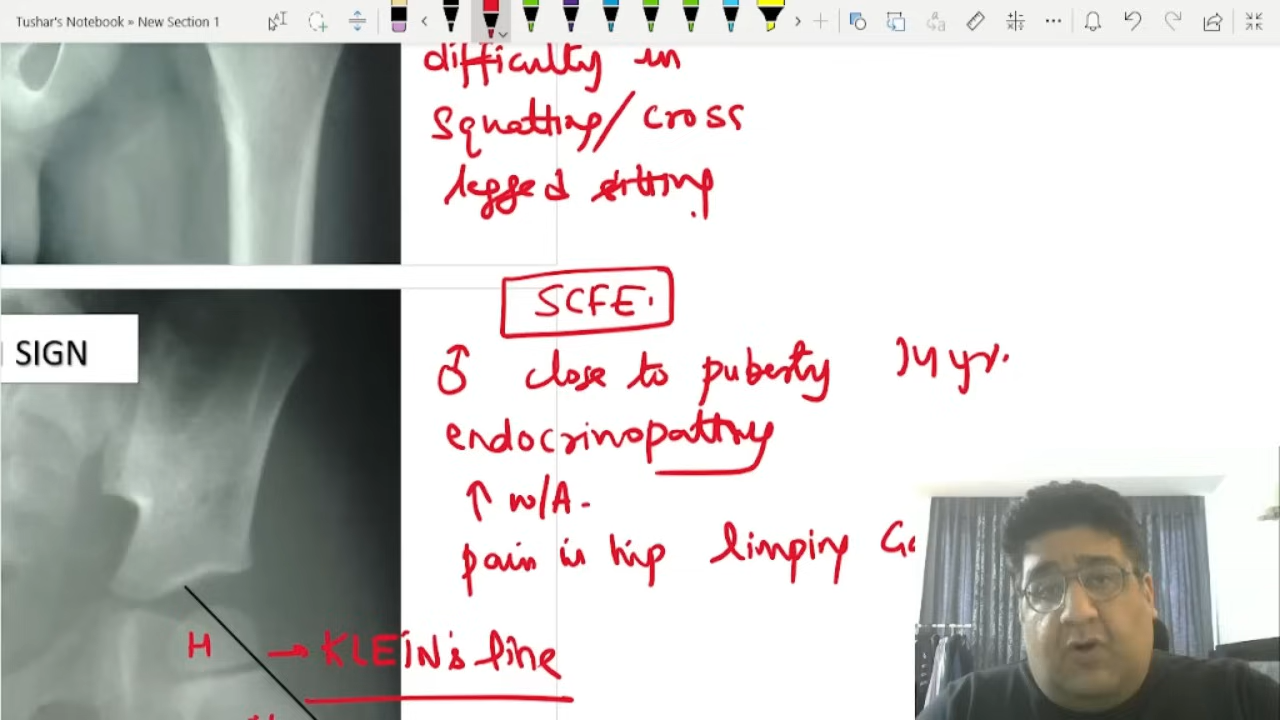 Tushar's Notebook » New Section 1
difficulty in
squatting/cross
legged sitting
SCFE.
SIGN
♂ close to puberty 14 yr.
endocrinopathy
↑ w/A-
pain in hip limping
H → KLEIN's line